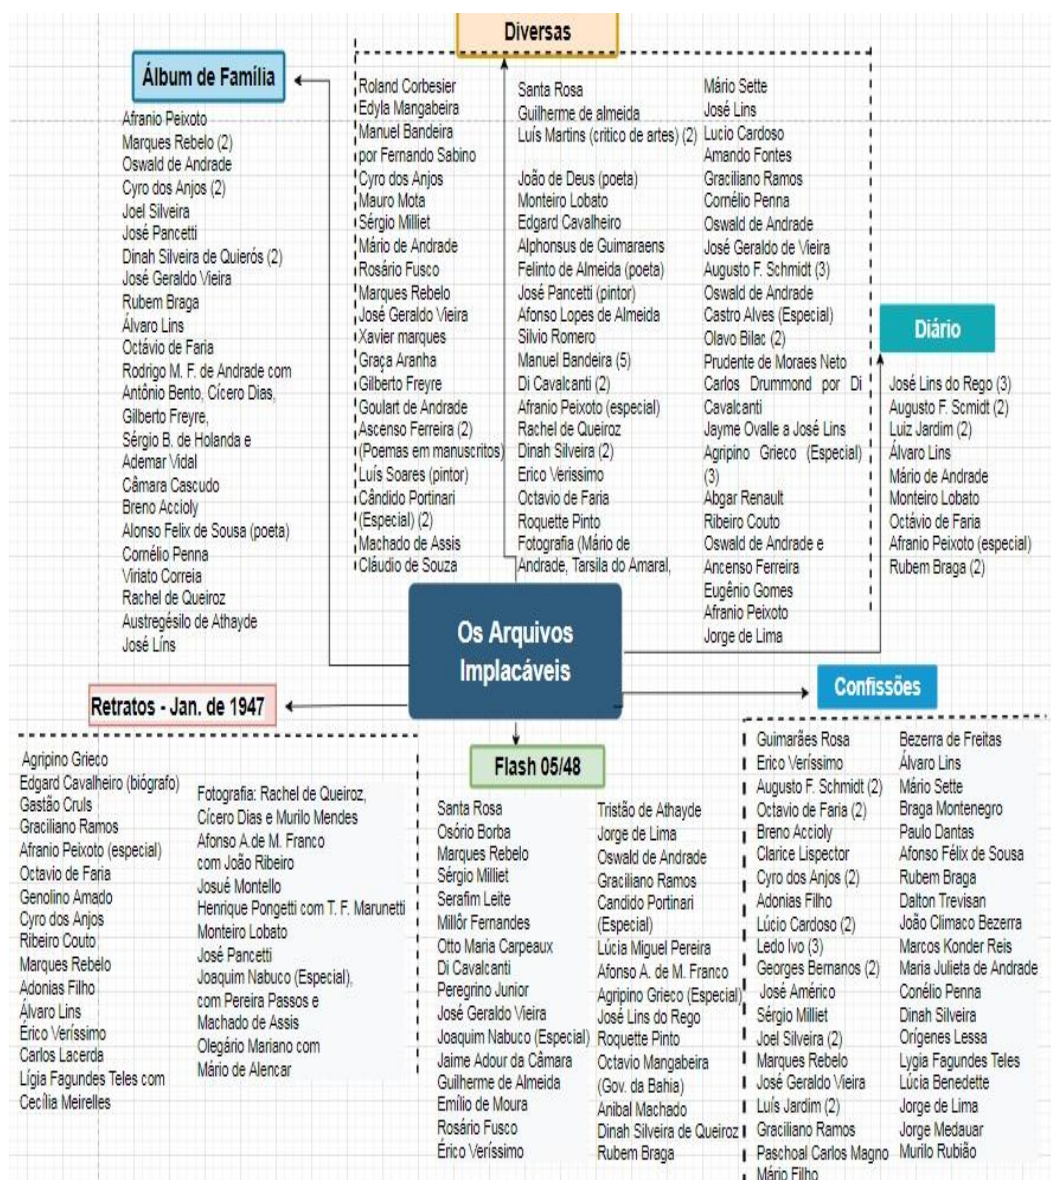 Diversas
Álbum de Família
Afranio Peixoto
Marques Rebelo (2)
Oswald de Andrade
Cyro dos Anjos (2)
Joel Silveira
José Pancetti
Dinah Silveira de Quierós (2)
José Geraldo Vieira
Rubem Braga
Álvaro Lins
Octávio de Faria
Rodrigo M. F. de Andrade com
Antônio Bento, Cícero Dias,
Gilberto Freyre,
Sérgio B. de Holanda e
Ademar Vidal
Câmara Cascudo
Breno Accioly
Alonso Felix de Sousa (poeta)
Cornélio Penna
Viriato Correia
Rachel de Queiroz
Austregésilo de Athayde
José Líns
Roland Corbesier
Edyla Mangabeira
Manuel Bandeira
por Fernando Sabino
Cyro dos Anjos
Mauro Mota
Sérgio Milliet
Mário de Andrade
Rosário Fusco
Marques Rebelo
José Geraldo Vieira
Xavier marques
Graça Aranha
Gilberto Freyre
Goulart de Andrade
Ascenso Ferreira (2)
(Poemas em manuscritos)
Luís Soares (pintor)
Cândido Portinari
(Especial) (2)
Machado de Assis
Cláudio de Souza
Santa Rosa
Guilherme de almeida
Luís Martins (critico de artes) (2)
João de Deus (poeta)
Monteiro Lobato
Edgard Cavalheiro
Alphonsus de Guimaraens
Felinto de Almeida (poeta)
José Pancetti (pintor)
Afonso Lopes de Almeida
Silvio Romero
Manuel Bandeira (5)
Di Cavalcanti (2)
Afranio Peixoto (especial)
Rachel de Queiroz
Dinah Silveira (2)
Erico Verissimo
Octavio de Faria
Roquette Pinto
Fotografia (Mário de
Andrade, Tarsila do Amaral,
Mário Sette
José Lins
Lucio Cardoso
Amando Fontes
Graciliano Ramos
Cornélio Penna
Oswald de Andrade
José Geraldo de Vieira
Augusto F. Schmidt (3)
Oswald de Andrade
Castro Alves (Especial)
Olavo Bilac (2)
Prudente de Moraes Neto
Carlos Drummond por Di
Cavalcanti
Jayme Ovalle a José Lins
Agripino Grieco (Especial)
(3)
Abgar Renault
Ribeiro Couto
Oswald de Andrade e
Ancenso Ferreira
Eugênio Gomes
Afranio Peixoto
Jorge de Lima
Diário
José Lins do Rego (3)
Augusto F. Scmidt (2)
Luiz Jardim (2)
Álvaro Lins
Mário de Andrade
Monteiro Lobato
Octávio de Faria
Afranio Peixoto (especial)
Rubem Braga (2)
Os Arquivos
Implacáveis
Retratos - Jan. de 1947
Agripino Grieco
Edgard Cavalheiro (biógrafo)
Gastão Cruls
Graciliano Ramos
Afranio Peixoto (especial)
Octavio de Faria
Genolino Amado
Cyro dos Anjos
Ribeiro Couto
Marques Rebelo
Adonias Filho
Álvaro Lins
Érico Veríssimo
Carlos Lacerda
Lígia Fagundes Teles com
Cecília Meirelles
Fotografia: Rachel de Queiroz,
Cícero Dias e Murilo Mendes
Afonso A.de M. Franco
com João Ribeiro
Josué Montello
Henrique Pongetti com T. F. Marunetti
Monteiro Lobato
José Pancetti
Joaquim Nabuco (Especial),
com Pereira Passos e
Machado de Assis
Olegário Mariano com
Mário de Alencar
Flash 05/48
Santa Rosa
Osório Borba
Marques Rebelo
Sérgio Milliet
Serafim Leite
Millôr Fernandes
Otto Maria Carpeaux
Di Cavalcanti
Peregrino Junior
José Geraldo Vieira
Joaquim Nabuco (Especial)
Jaime Adour da Câmara
Guilherme de Almeida
Emílio de Moura
Rosário Fusco
Érico Veríssimo
Tristão de Athayde
Jorge de Lima
Oswald de Andrade
Graciliano Ramos
Candido Portinari
(Especial)
Lúcia Miguel Pereira
Afonso A. de M. Franco
Agripino Grieco (Especial)
José Lins do Rego
Roquette Pinto
Octavio Mangabeira
(Gov. da Bahia)
Anibal Machado
Dinah Silveira de Queiroz
Rubem Braga
Confissões
Guimarães Rosa
Erico Veríssimo
Augusto F. Schmidt (2)
Octavio de Faria (2)
Breno Accioly
Clarice Lispector
Cyro dos Anjos (2)
Adonias Filho
Lúcio Cardoso (2)
Ledo Ivo (3)
Georges Bernanos (2)
José Américo
Sérgio Milliet
Joel Silveira (2)
Marques Rebelo
José Geraldo Vieira
Luís Jardim (2)
Graciliano Ramos
Paschoal Carlos Magno
Mário Filho
Bezerra de Freitas
Álvaro Lins
Mário Sette
Braga Montenegro
Paulo Dantas
Afonso Félix de Sousa
Rubem Braga
Dalton Trevisan
João Climaco Bezerra
Marcos Konder Reis
Maria Julieta de Andrade
Conélio Penna
Dinah Silveira
Orígenes Lessa
Lygia Fagundes Teles
Lúcia Benedette
Jorge de Lima
Jorge Medauar
Murilo Rubião